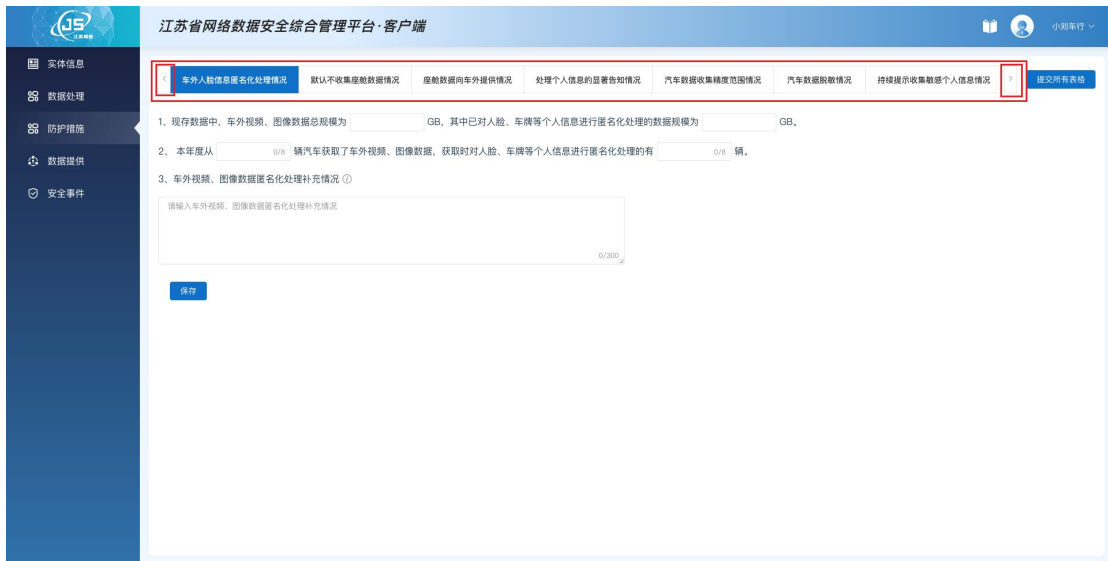 JS
江苏网信
江苏省网络数据安全综合管理平台·客户端
小刘车行
实体信息
数据处理
防护措施
数据提供
安全事件
车外人脸信息匿名化处理情况
默认不收集座舱数据情况
座舱数据向车外提供情况
处理个人信息的显著告知情况
汽车数据收集精度范围情况
汽车数据脱敏情况
持续提示收集敏感个人信息情况
提交所有表格
1、现存数据中，车外视频、图像数据总规模为 GB，其中已对人脸、车牌等个人信息进行匿名化处理的数据规模为 GB。
2、 本年度从 0/8 辆汽车获取了车外视频、图像数据，获取时对人脸、车牌等个人信息进行匿名化处理的有 0/8 辆。
3、车外视频、图像数据匿名化处理补充情况
请输入车外视频、图像数据匿名化处理补充情况
0/300
保存